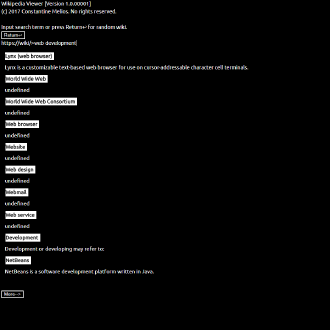 Wikipedia Viewer [Version 1.0.00001]
(c) 2017 Constantine Melios. No rights reserved.
Input search term or press Return↩ for random wiki.
Return↩
https://wiki/>web development
Lynx (web browser)
Lynx is a customizable text-based web browser for use on cursor-addressable character cell terminals.
World Wide Web
undefined
World Wide Web Consortium
undefined
Web browser
undefined
Website
undefined
Web design
undefined
Webmail
undefined
Web service
undefined
Development
Development or developing may refer to:
NetBeans
NetBeans is a software development platform written in Java.
More -->